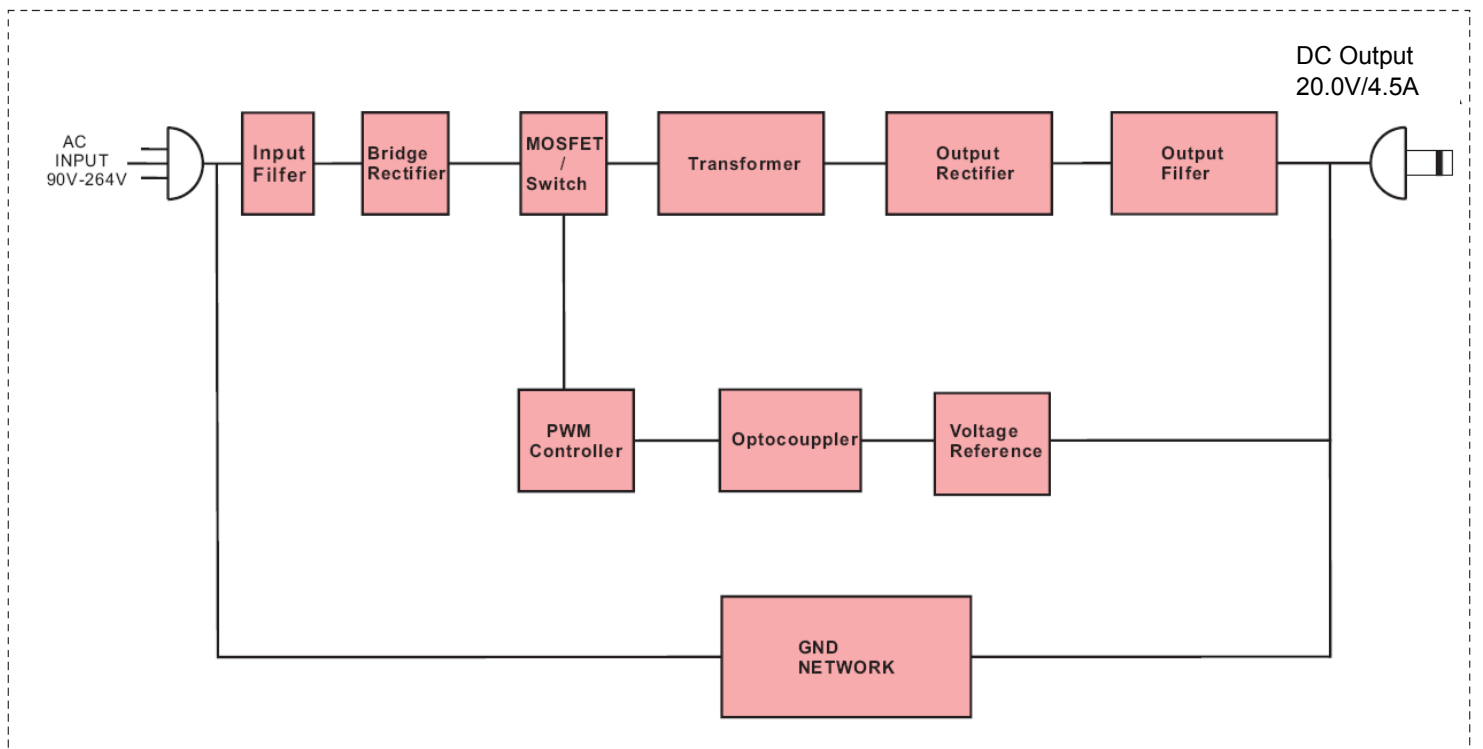 DC Output
20.0V/4.5A
AC
INPUT
90V-264V
Input
Filfer
Bridge
Rectifier
MOSFET
/
Switch
Transformer
Output
Rectifier
Output
Filfer
PWM
Controller
Optocouppler
Voltage
Reference
GND
NETWORK